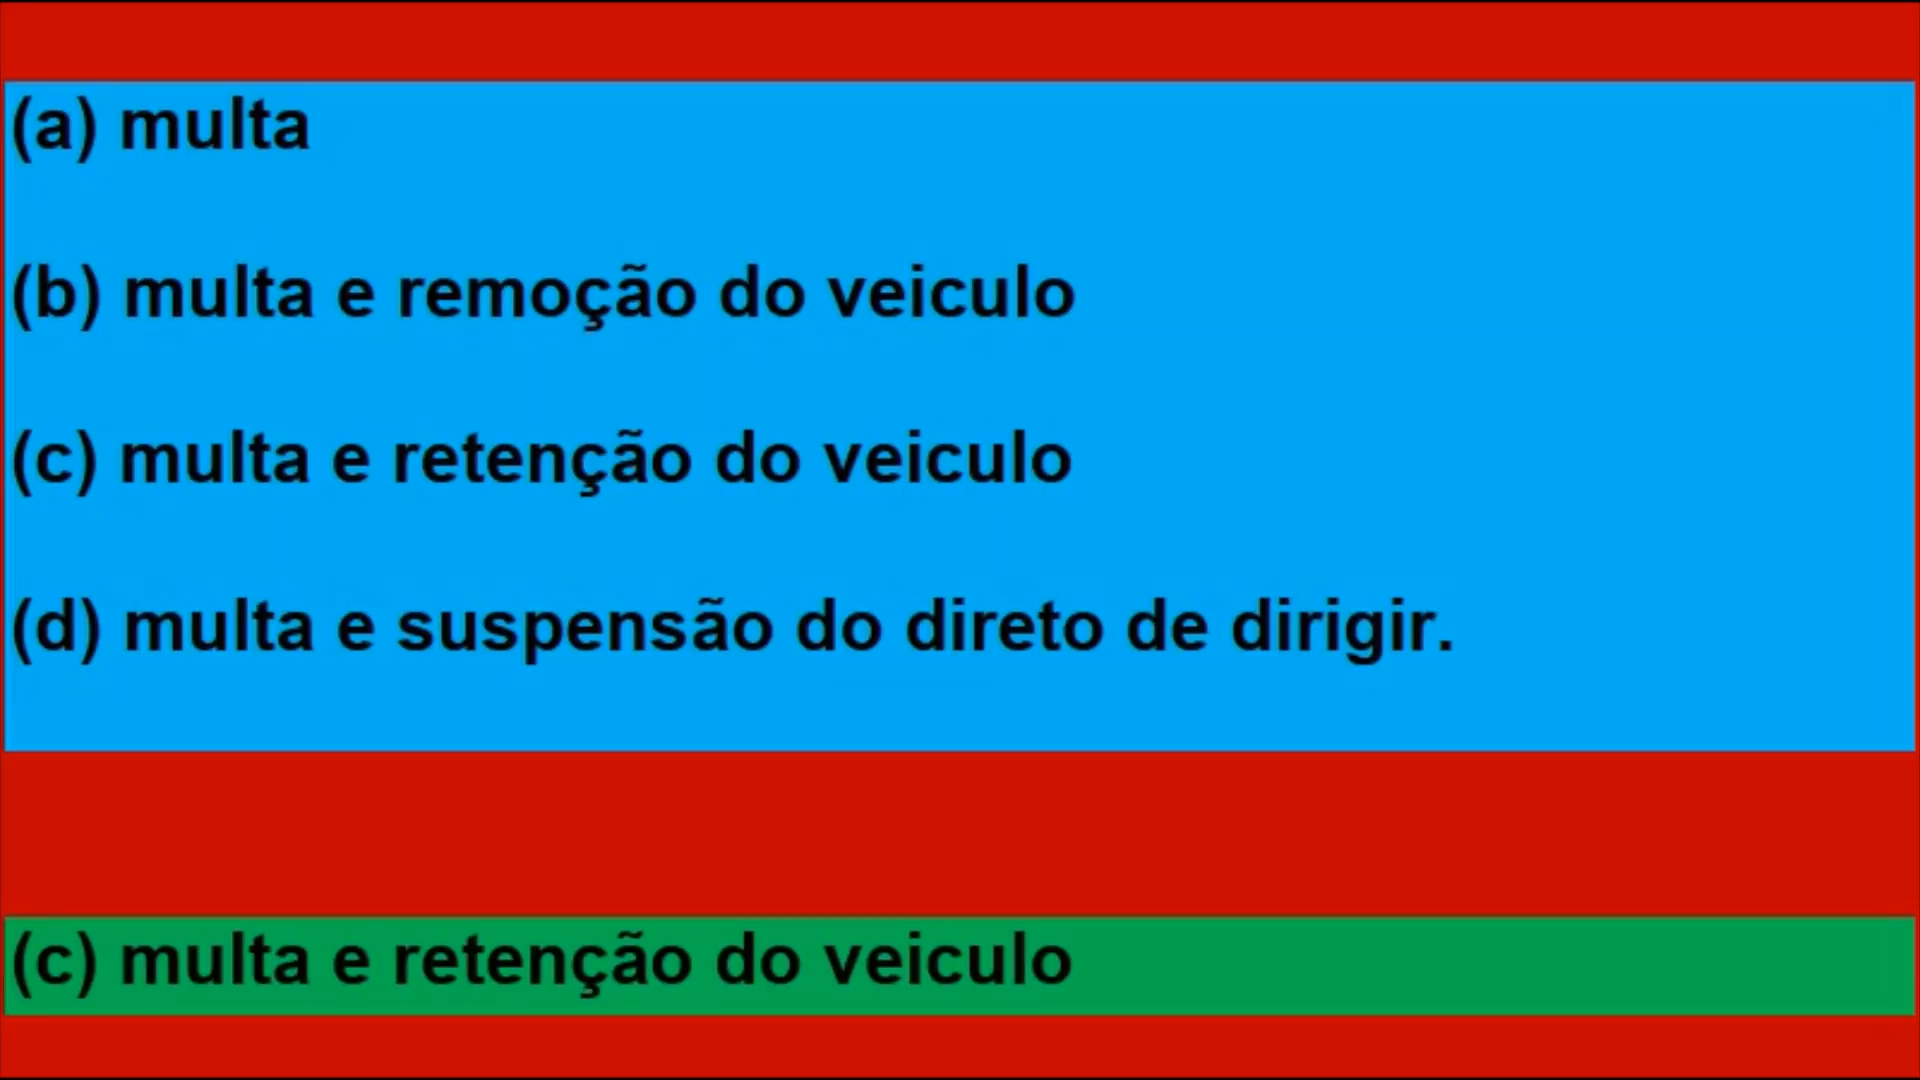 (a) multa
(b) multa e remoção do veiculo
(c) multa e retenção do veiculo
(d) multa e suspensão do direto de dirigir.
(c) multa e retenção do veiculo